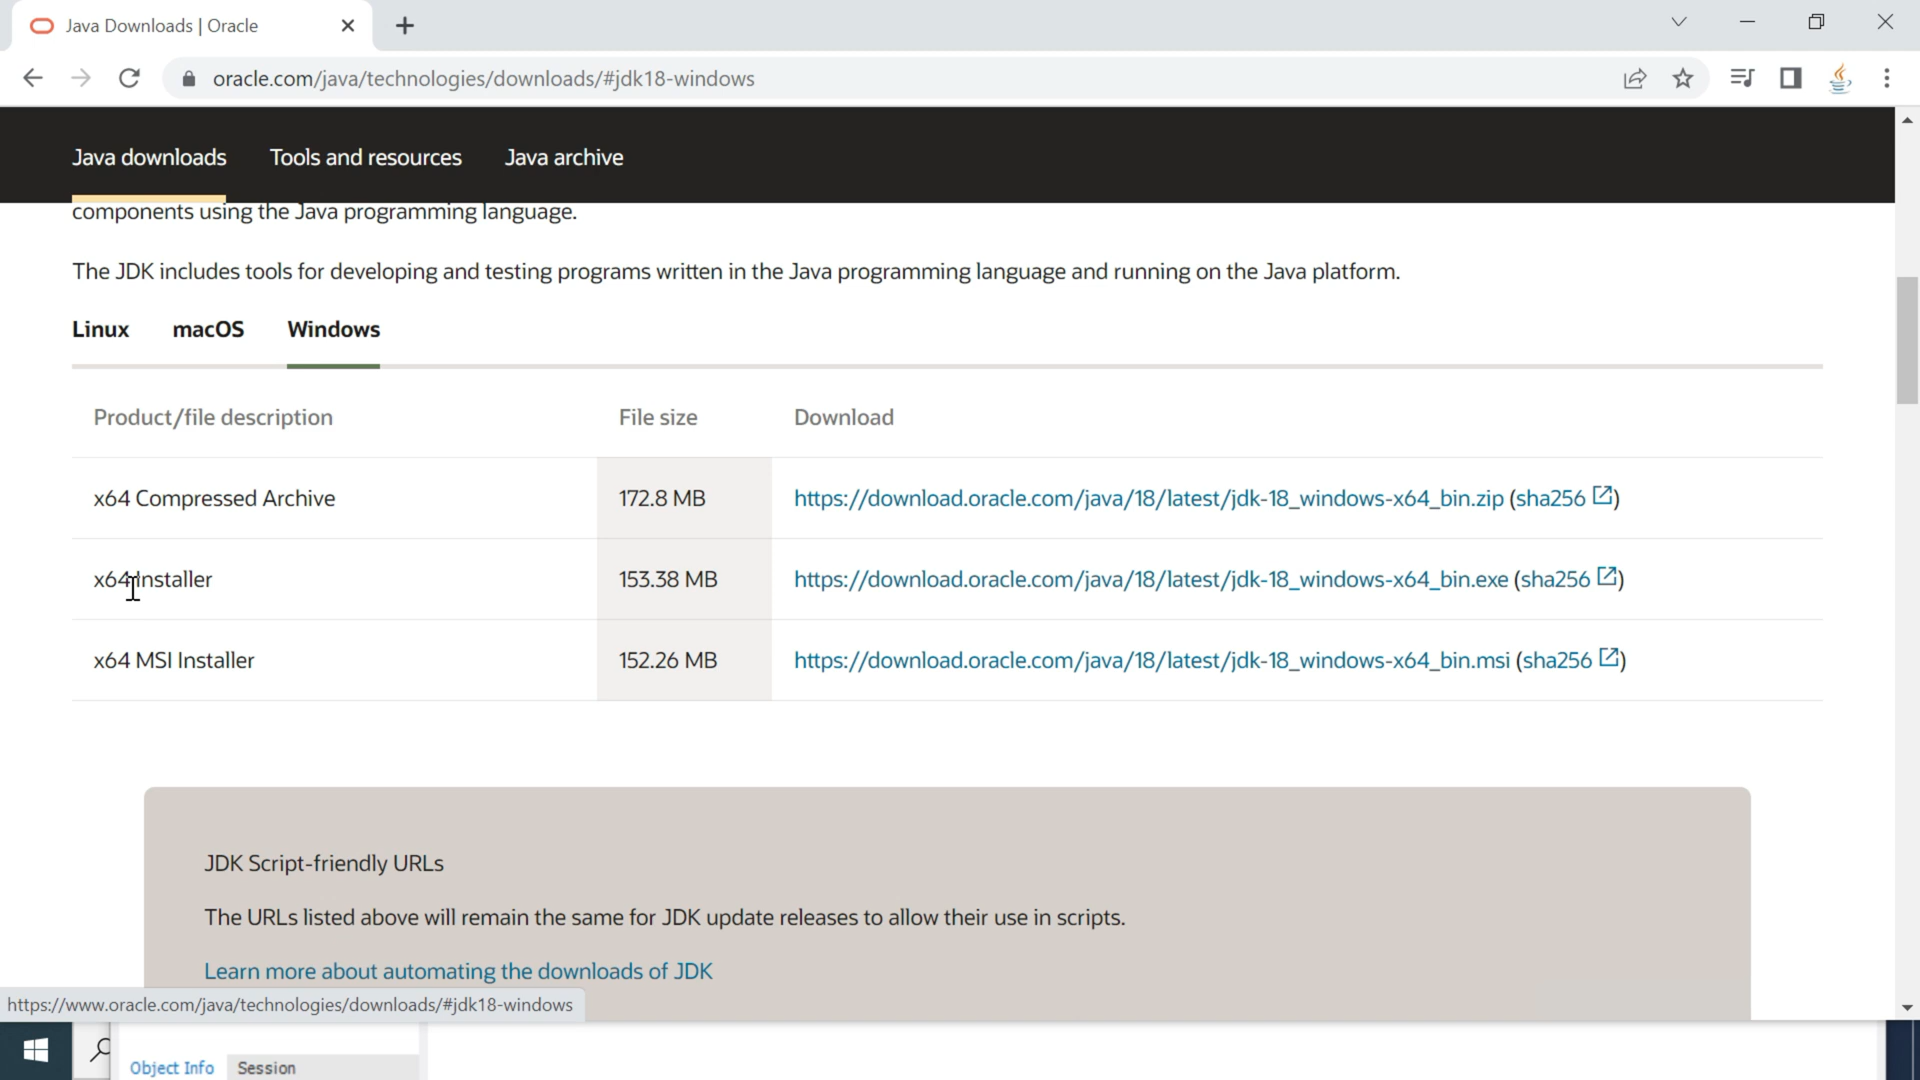 Java Downloads | Oracle
oracle.com/java/technologies/downloads/#jdk18-windows
Java downloads Tools and resources Java archive
components using the Java programming language.
The JDK includes tools for developing and testing programs written in the Java programming language and running on the Java platform.
Linux macOS Windows
Product/file description File size Download
x64 Compressed Archive 172.8 MB https://download.oracle.com/java/18/latest/jdk-18_windows-x64_bin.zip (sha256)
x64 Installer 153.38 MB https://download.oracle.com/java/18/latest/jdk-18_windows-x64_bin.exe (sha256)
x64 MSI Installer 152.26 MB https://download.oracle.com/java/18/latest/jdk-18_windows-x64_bin.msi (sha256)
JDK Script-friendly URLs
The URLs listed above will remain the same for JDK update releases to allow their use in scripts.
Learn more about automating the downloads of JDK
https://www.oracle.com/java/technologies/downloads/#jdk18-windows
Object Info Session